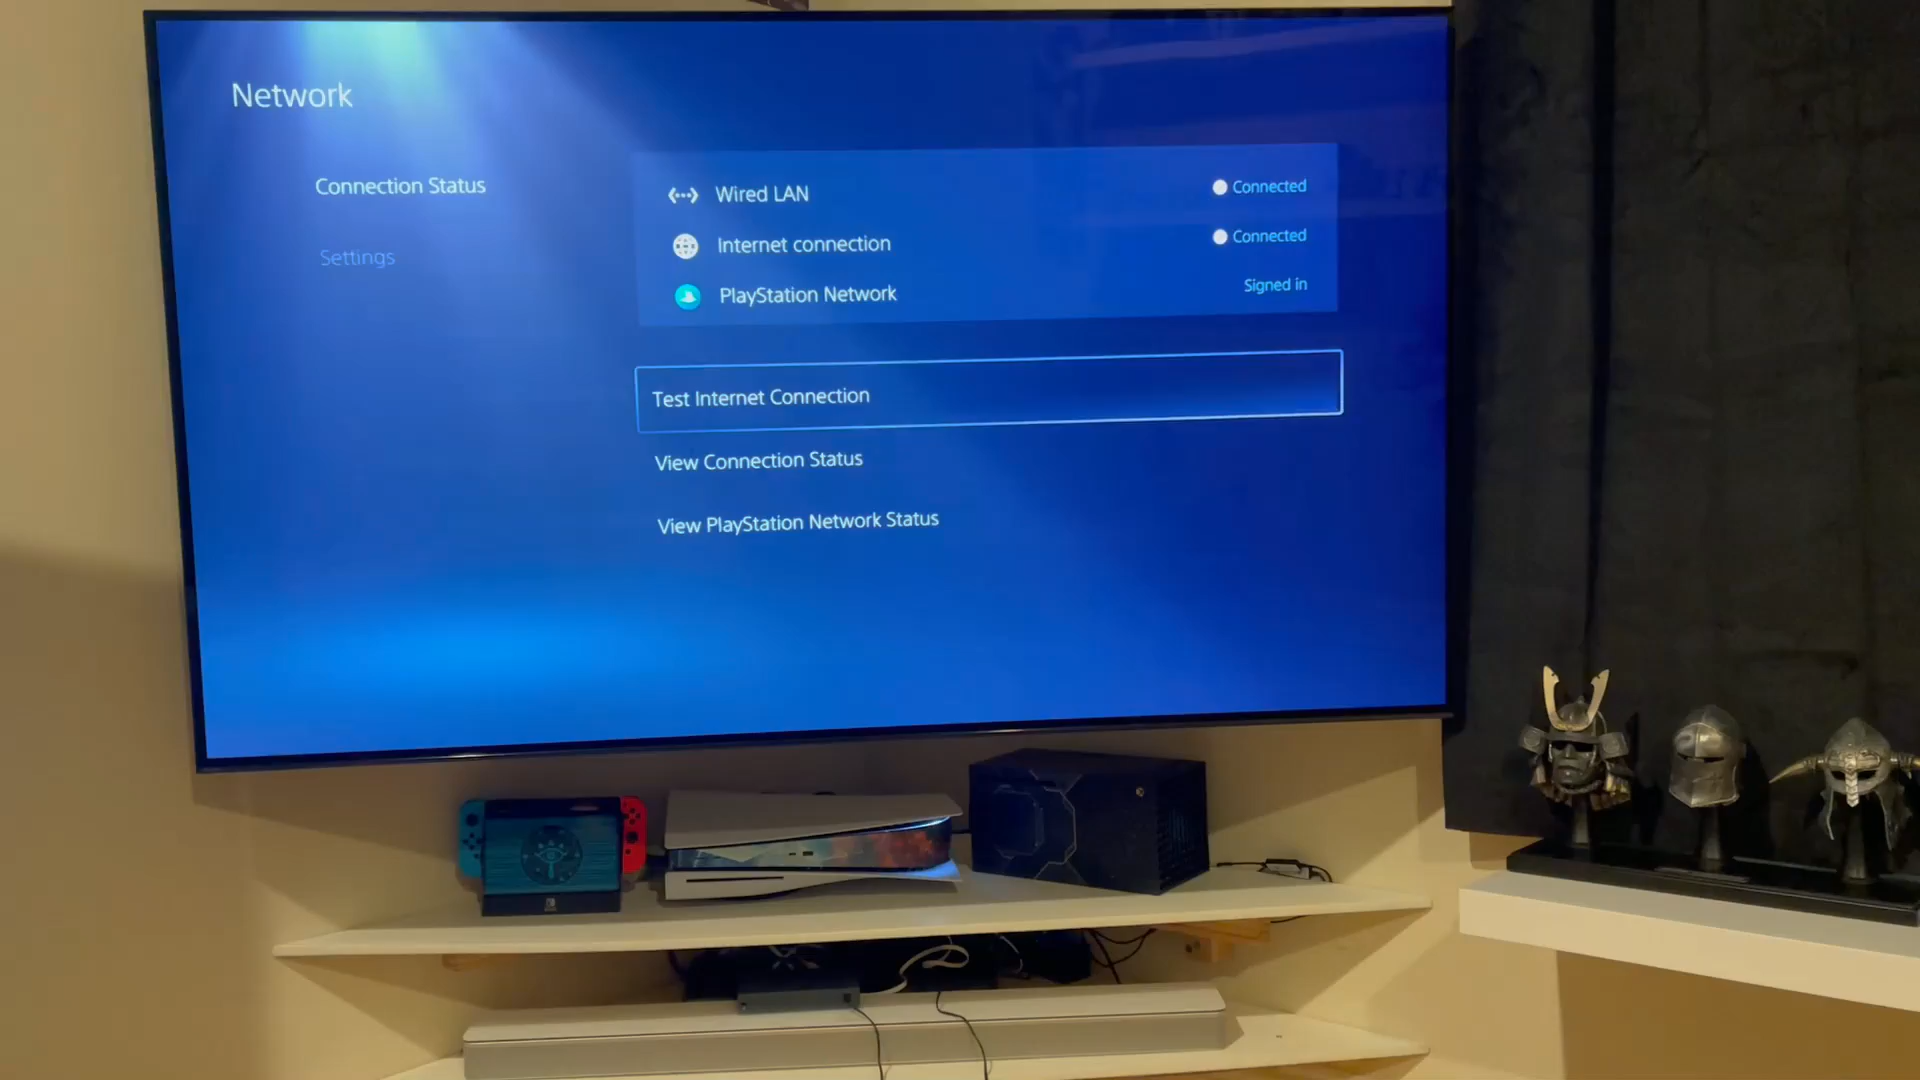 Network
Connection Status
Settings
Wired LAN
Connected
Internet connection
Connected
PlayStation Network
Signed in
Test Internet Connection
View Connection Status
View PlayStation Network Status